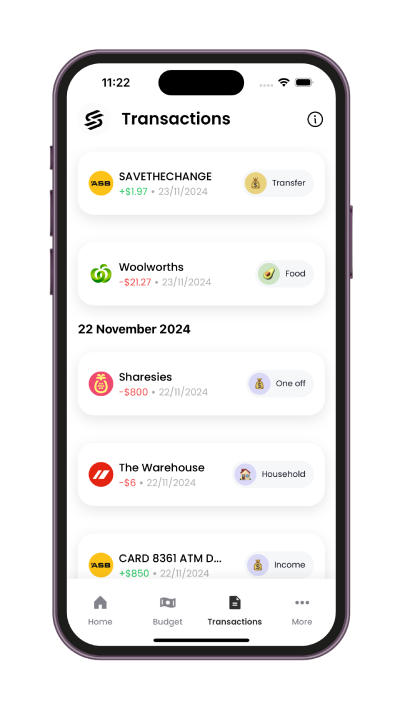 11:22
Transactions
ASB
SAVETHECHANGE
+$1.97 • 23/11/2024
Transfer
Woolworths
-$21.27 • 23/11/2024
Food
22 November 2024
Sharesies
-$800 • 22/11/2024
One off
The Warehouse
-$6 • 22/11/2024
Household
ASB
CARD 8361 ATM D...
+$850 • 22/11/2024
Income
Home
Budget
Transactions
More